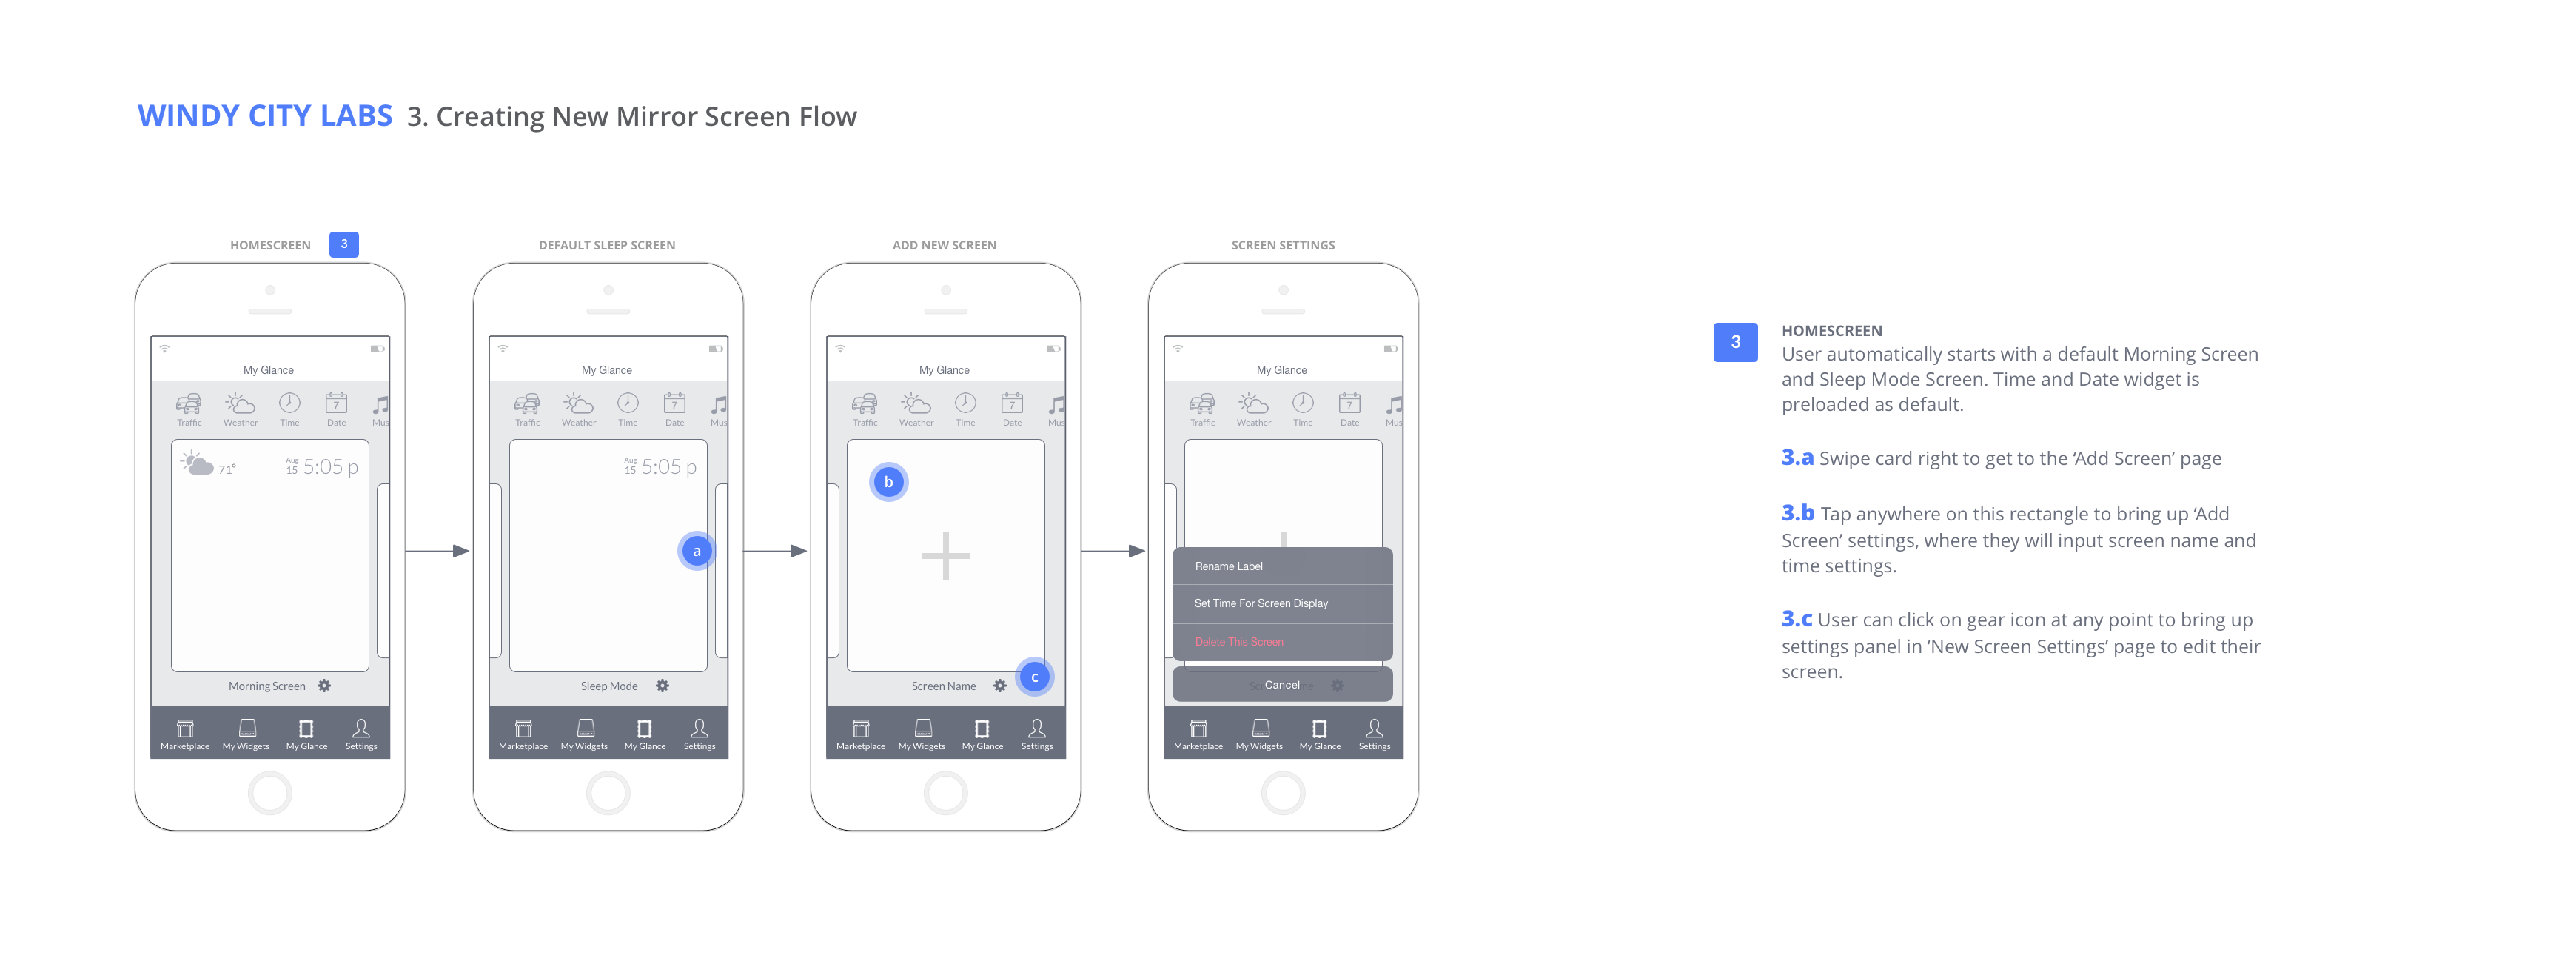 WINDY CITY LABS 3. Creating New Mirror Screen Flow
HOMESCREEN 3
My Glance
Traffic Weather Time 7 Date Mus
71° Aug 15 5:05 p
Morning Screen
Marketplace My Widgets My Glance Settings
DEFAULT SLEEP SCREEN
My Glance
Traffic Weather Time 7 Date Mus
Aug 15 5:05 p
a
Sleep Mode
Marketplace My Widgets My Glance Settings
ADD NEW SCREEN
My Glance
Traffic Weather Time 7 Date Mus
b
c
Screen Name
Marketplace My Widgets My Glance Settings
SCREEN SETTINGS
My Glance
Traffic Weather Time 7 Date Mus
Rename Label
Set Time For Screen Display
Delete This Screen
Cancel
Marketplace My Widgets My Glance Settings
3 HOMESCREEN
User automatically starts with a default Morning Screen
and Sleep Mode Screen. Time and Date widget is
preloaded as default.
3.a Swipe card right to get to the ‘Add Screen’ page
3.b Tap anywhere on this rectangle to bring up ‘Add
Screen’ settings, where they will input screen name and
time settings.
3.c User can click on gear icon at any point to bring up
settings panel in ‘New Screen Settings’ page to edit their
screen.